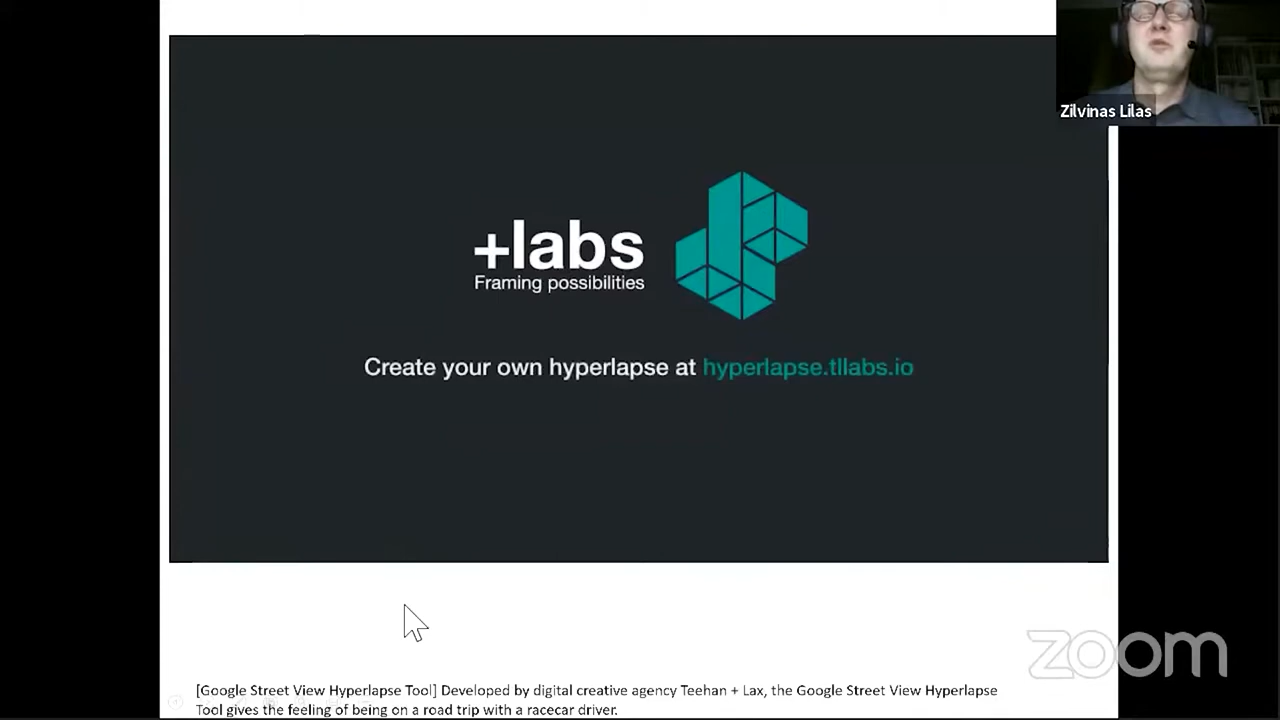 Zilvinas Lilas
+labs
Framing possibilities
Create your own hyperlapse at hyperlapse.tllabs.io
zoom
[Google Street View Hyperlapse Tool] Developed by digital creative agency Teehan + Lax, the Google Street View Hyperlapse
Tool gives the feeling of being on a road trip with a racecar driver.